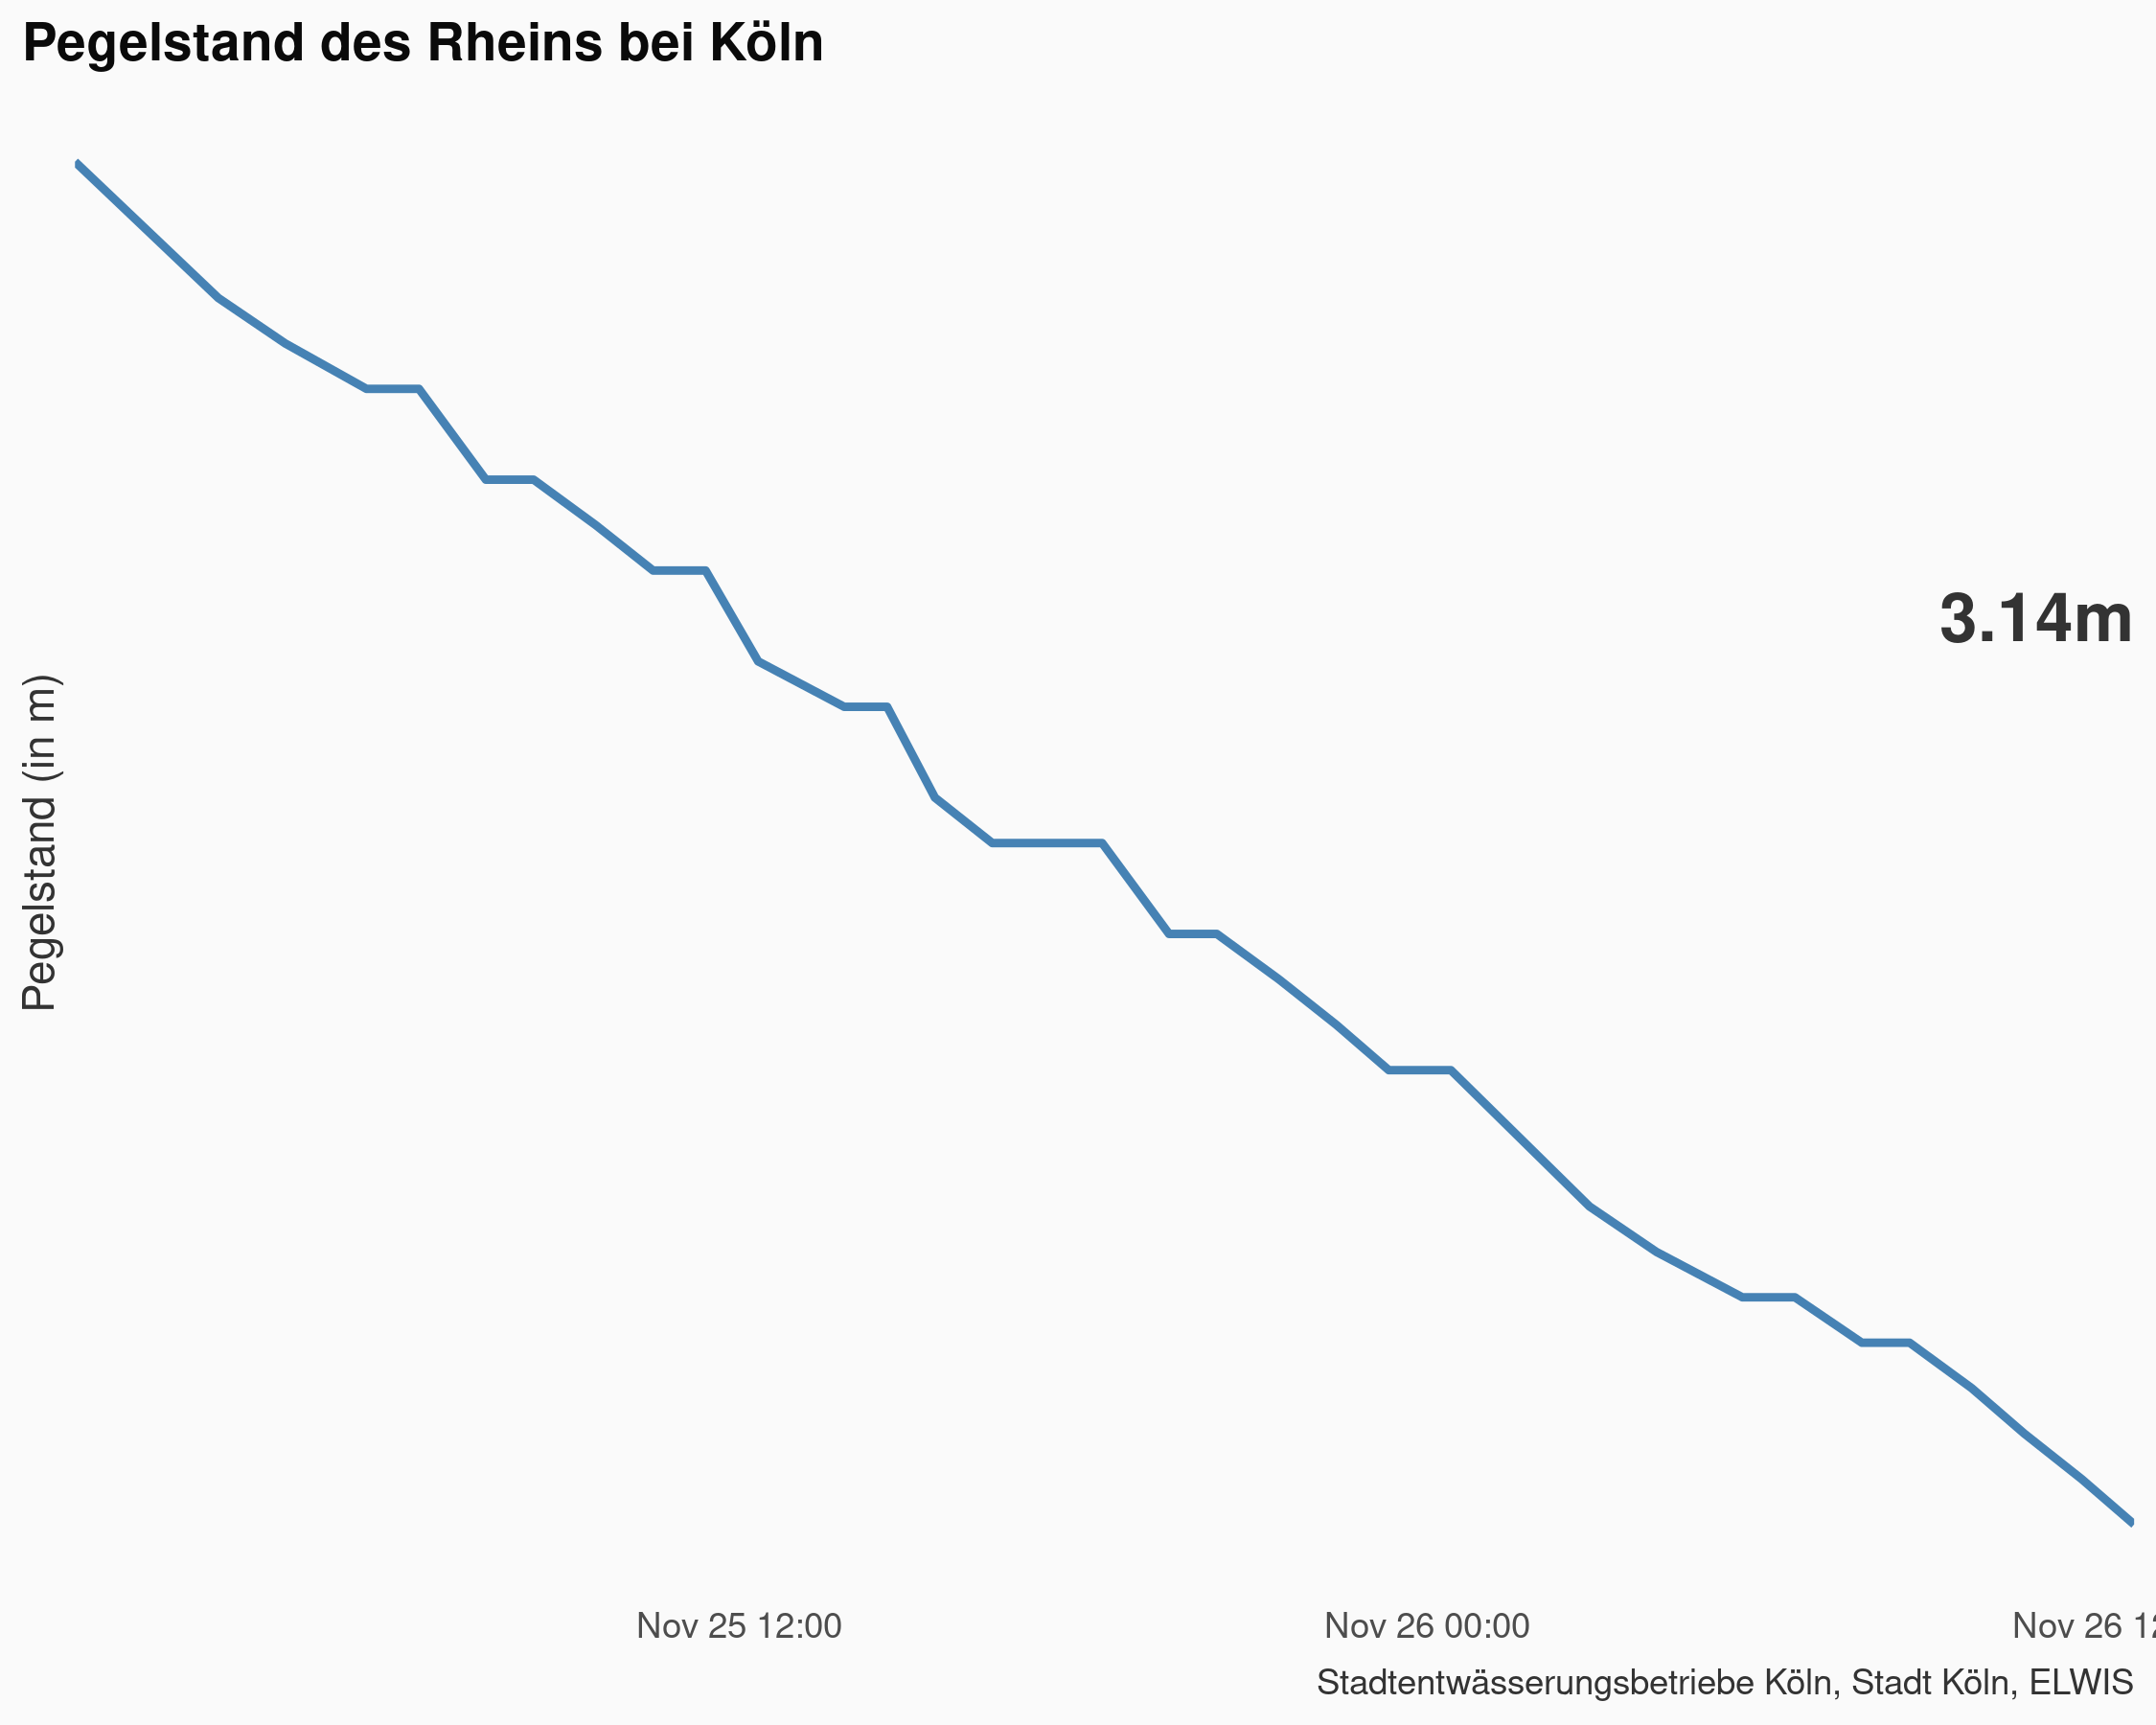 Pegelstand des Rheins bei Köln
3.14m
Pegelstand (in m)
Nov 25 12:00
Nov 26 00:00
Nov 26 12
Stadtentwässerungsbetriebe Köln, Stadt Köln, ELWIS